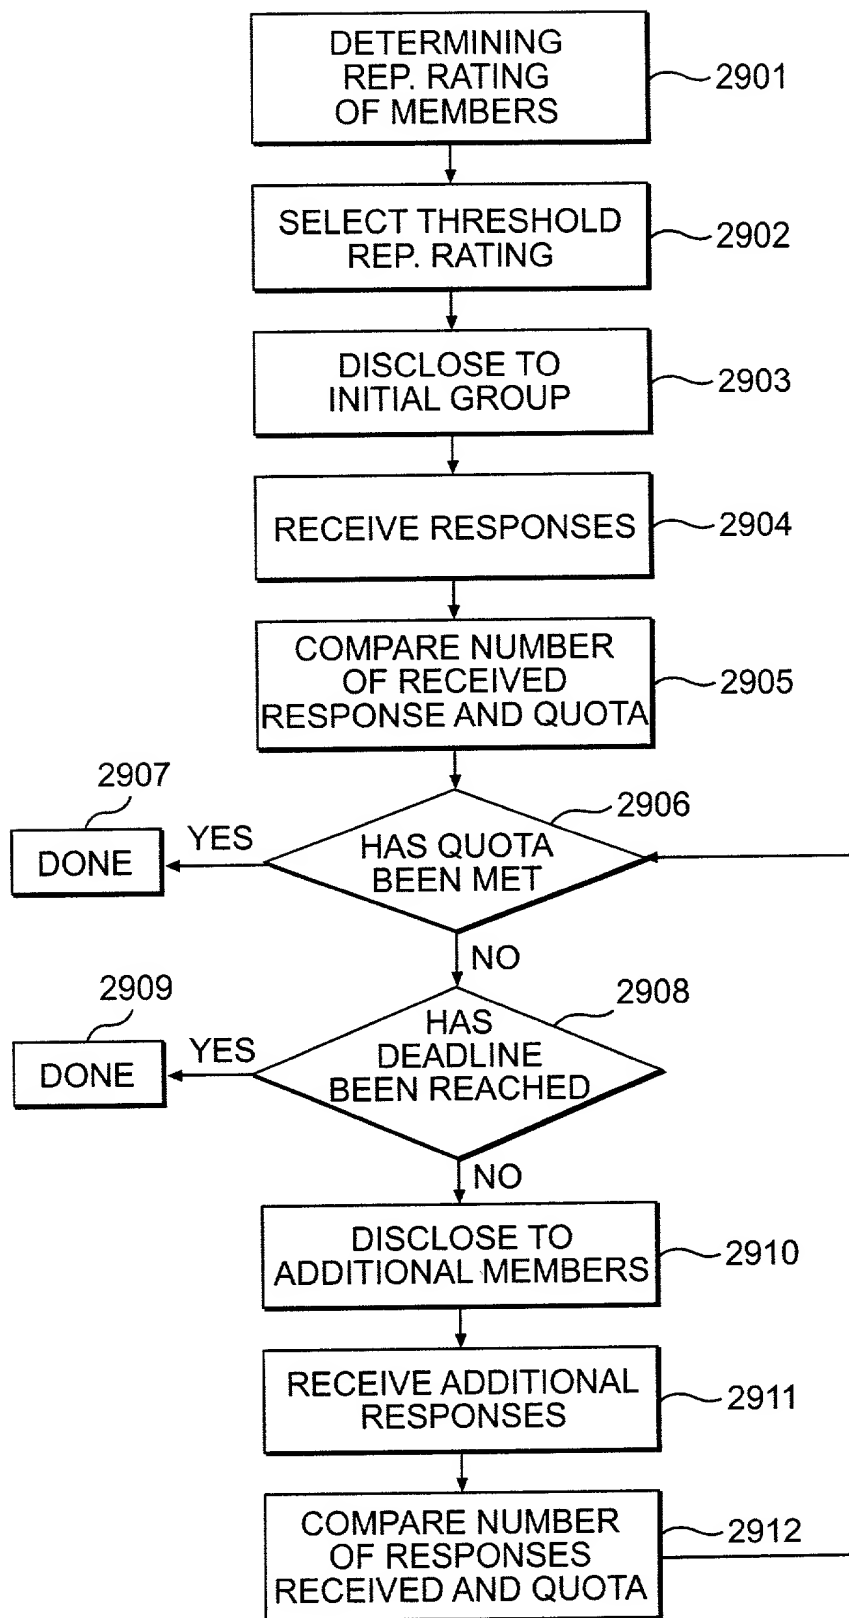 DETERMINING
REP. RATING
OF MEMBERS
2901
SELECT THRESHOLD
REP. RATING
2902
DISCLOSE TO
INITIAL GROUP
2903
RECEIVE RESPONSES
2904
COMPARE NUMBER
OF RECEIVED
RESPONSE AND QUOTA
2905
2907
2906
YES
DONE
HAS QUOTA
BEEN MET
NO
2909
2908
YES
DONE
HAS
DEADLINE
BEEN REACHED
NO
DISCLOSE TO
ADDITIONAL MEMBERS
2910
RECEIVE ADDITIONAL
RESPONSES
2911
COMPARE NUMBER
OF RESPONSES
RECEIVED AND QUOTA
2912